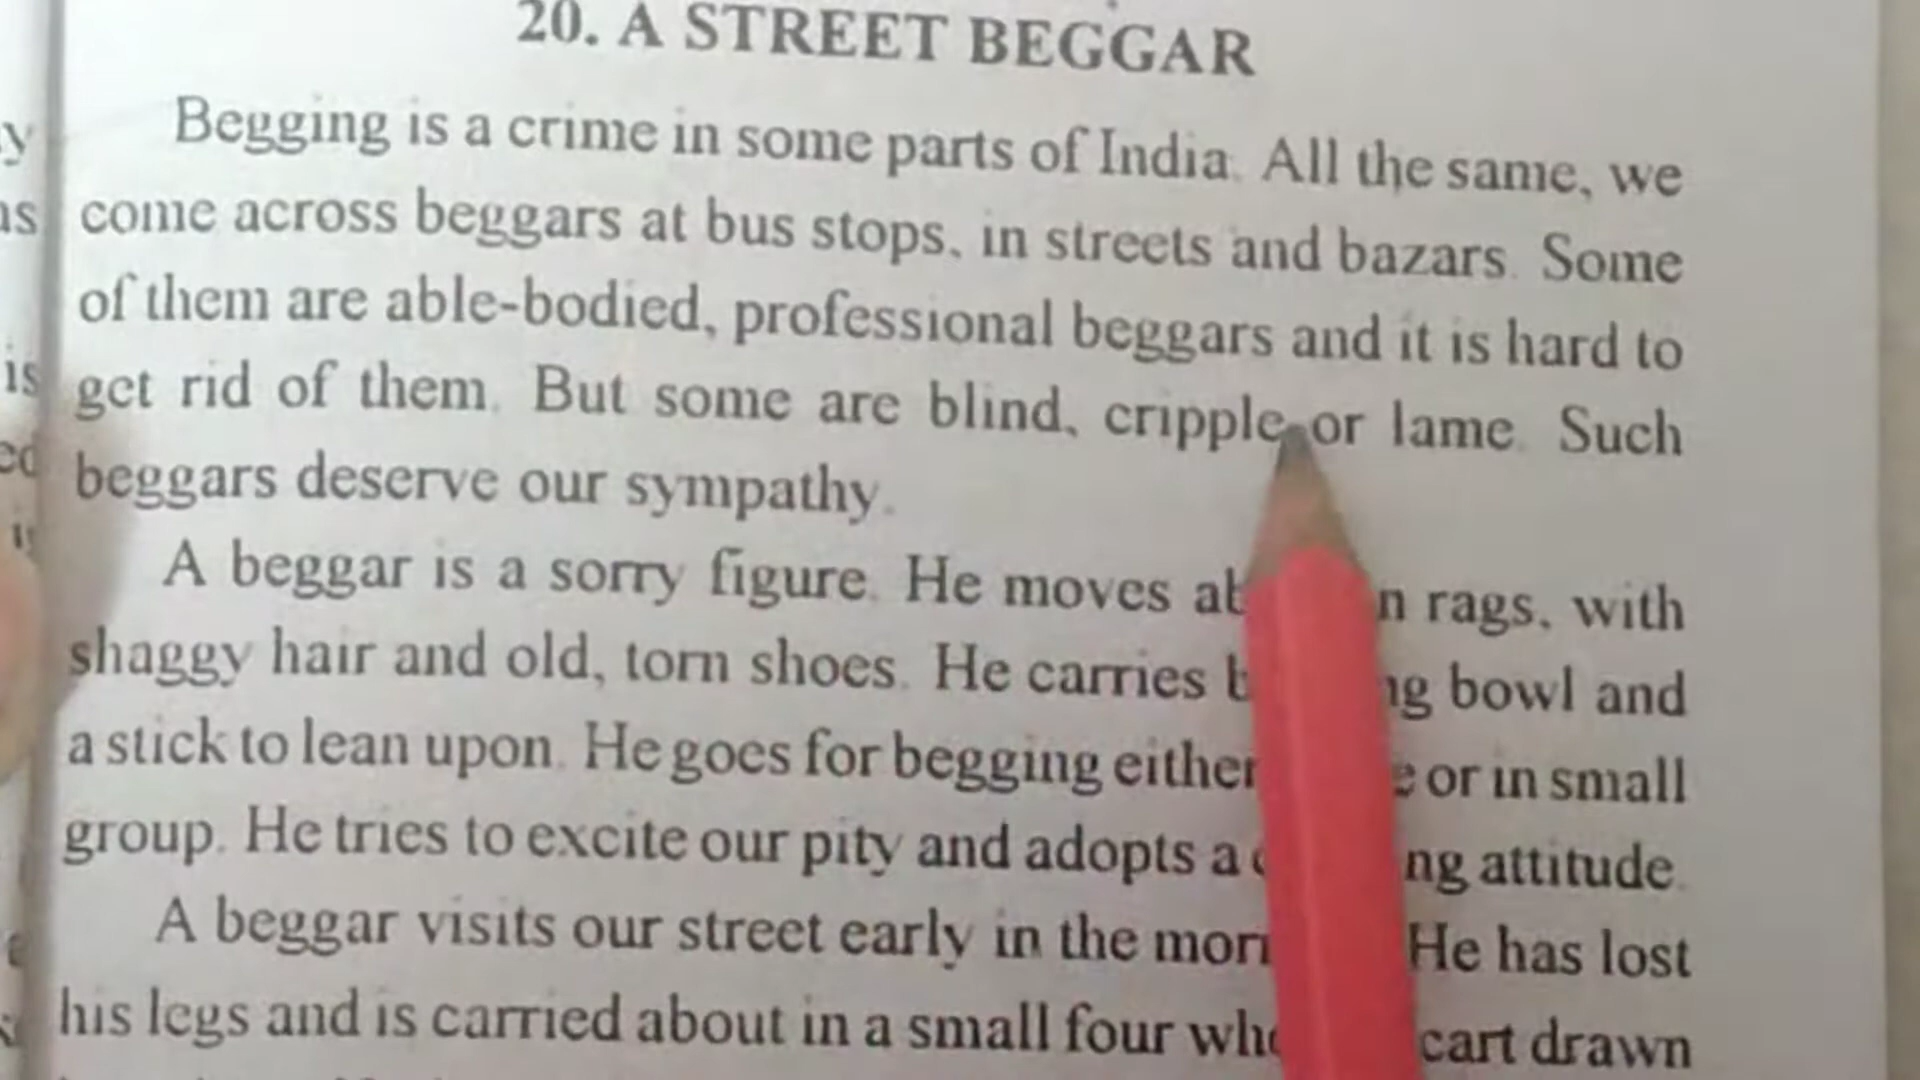 20. A STREET BEGGAR
Begging is a crime in some parts of India. All the same, we
come across beggars at bus stops, in streets and bazars. Some
of them are able-bodied, professional beggars and it is hard to
get rid of them. But some are blind, cripple or lame. Such
beggars deserve our sympathy.
A beggar is a sorry figure. He moves rags, with
shaggy hair and old, torn shoes. He carries bowl and
a stick to lean upon. He goes for begging either or in small
group. He tries to excite our pity and adopts a attitude.
A beggar visits our street early in the He has lost
his legs and is carried about in a small four cart drawn